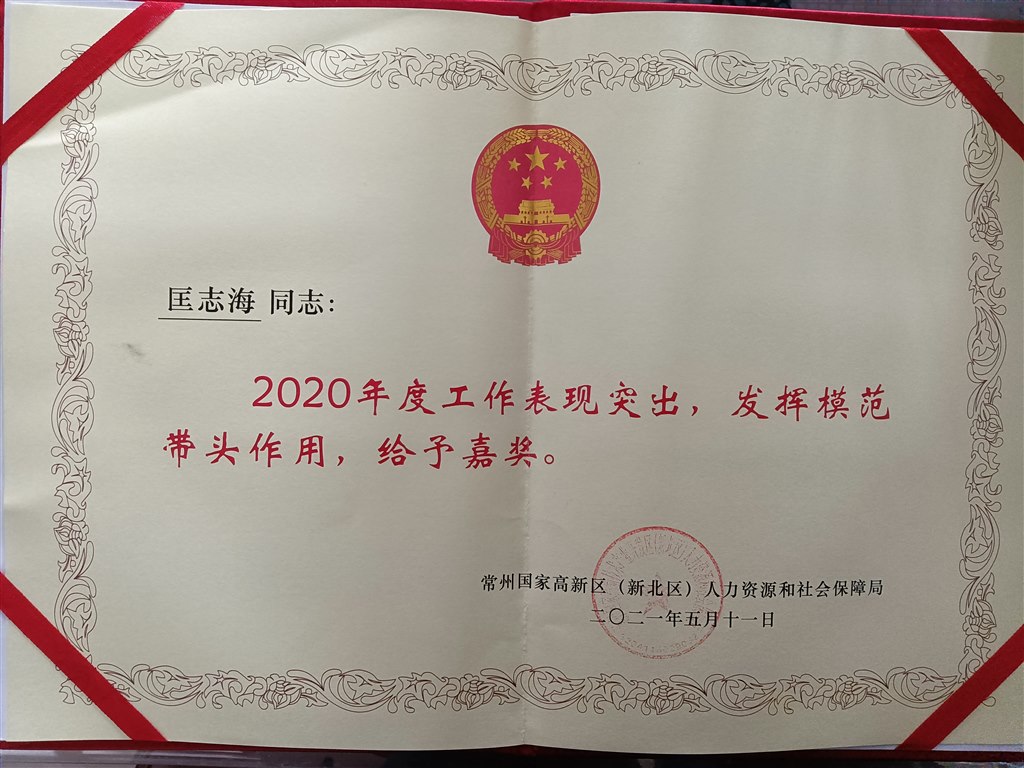 匡志海 同志：
2020年度工作表现突出，发挥模范
带头作用，给予嘉奖。
常州国家高新区（新北区）人力资源和社会保障局
二〇二一年五月十一日